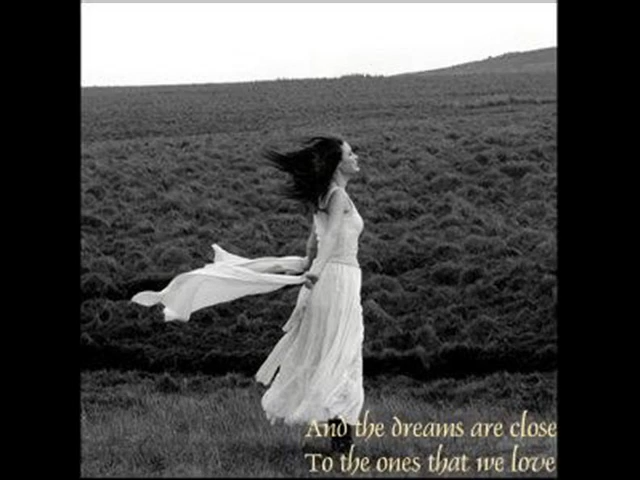 And the dreams are close
To the ones that we love